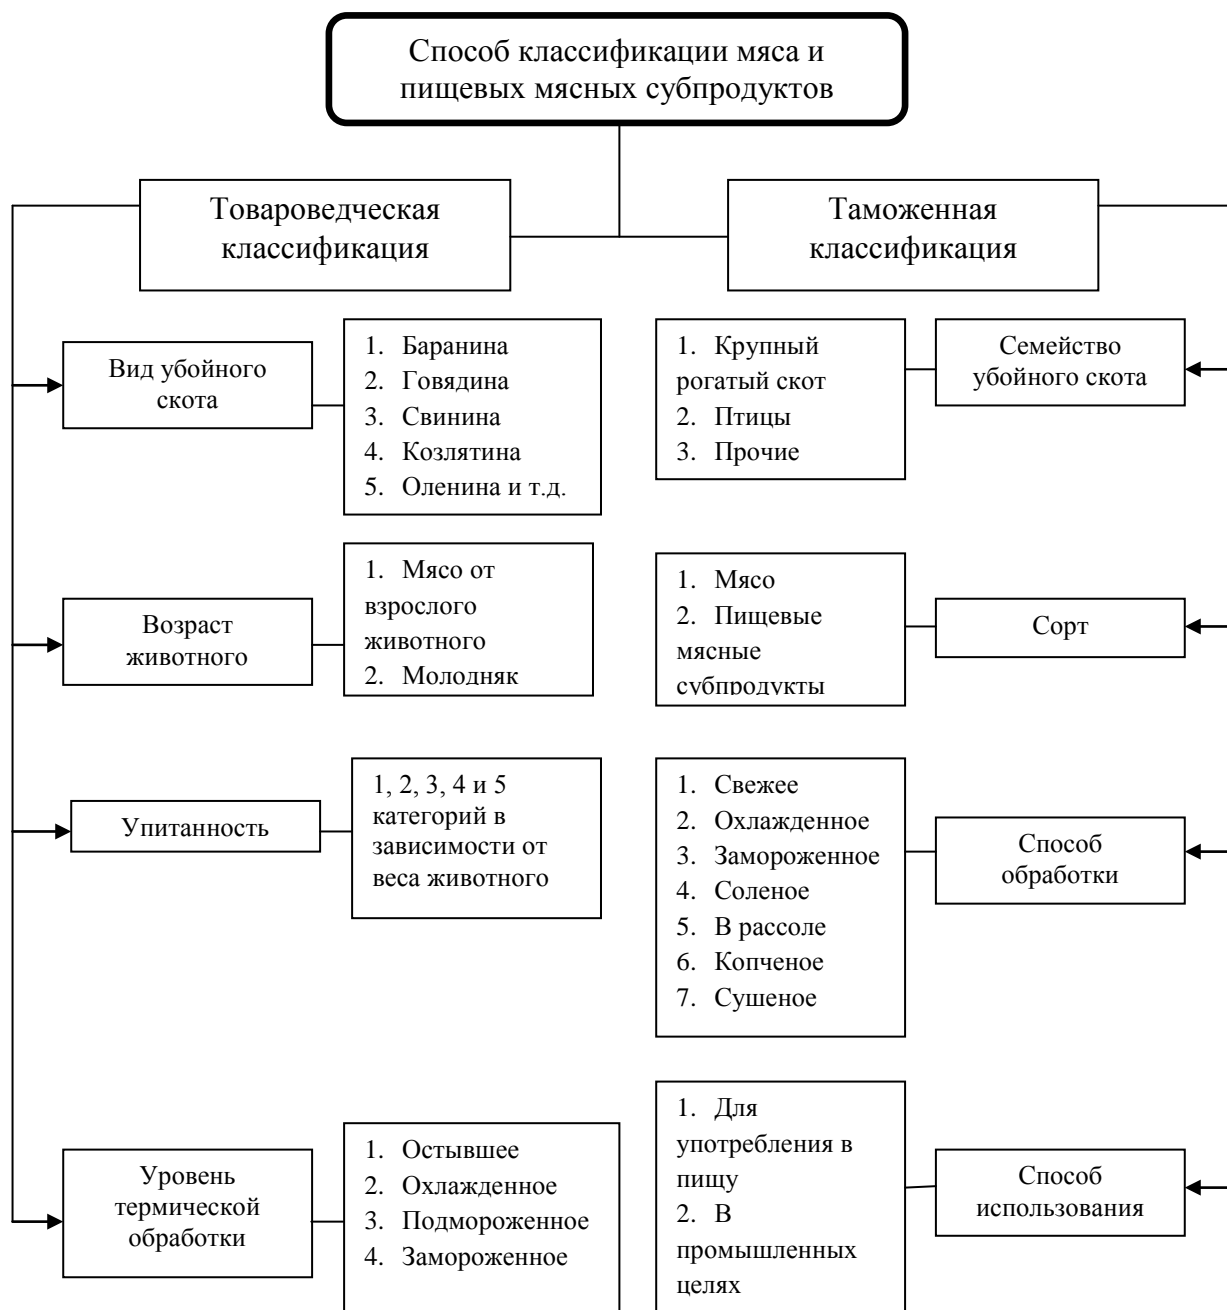 Способ классификации мяса и
пищевых мясных субпродуктов
Товароведческая
классификация
Таможенная
классификация
Вид убойного
скота
1. Баранина
2. Говядина
3. Свинина
4. Козлятина
5. Оленина и т.д.
1. Крупный
рогатый скот
2. Птицы
3. Прочие
Семейство
убойного скота
Возраст
животного
1. Мясо от
взрослого
животного
2. Молодняк
1. Мясо
2. Пищевые
мясные
субпродукты
Сорт
Упитанность
1, 2, 3, 4 и 5
категорий в
зависимости от
веса животного
1. Свежее
2. Охлажденное
3. Замороженное
4. Соленое
5. В рассоле
6. Копченое
7. Сушеное
Способ
обработки
Уровень
термической
обработки
1. Остывшее
2. Охлажденное
3. Подмороженное
4. Замороженное
1. Для
употребления в
пищу
2. В
промышленных
целях
Способ
использования